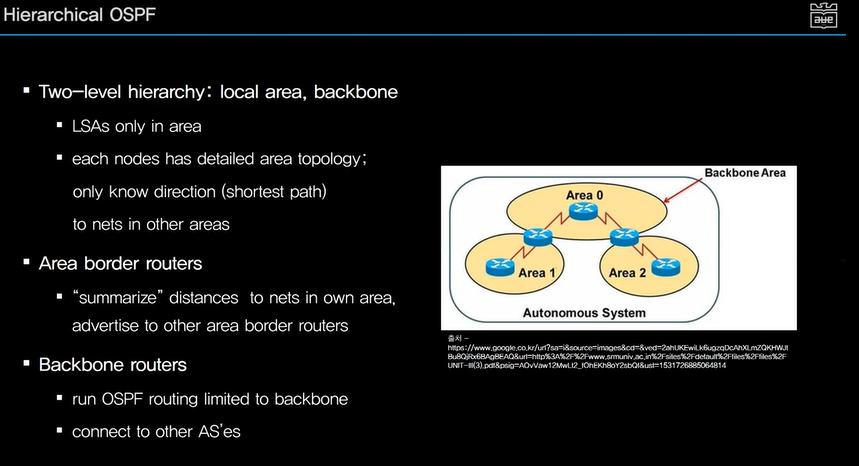 Hierarchical OSPF
aue
▪ Two-level hierarchy: local area, backbone
▪ LSAs only in area
▪ each nodes has detailed area topology;
only know direction (shortest path)
to nets in other areas
▪ Area border routers
▪ “summarize” distances to nets in own area,
advertise to other area border routers
▪ Backbone routers
▪ run OSPF routing limited to backbone
▪ connect to other AS’es
Backbone Area
Area 0
Area 1
Area 2
Autonomous System
출처 –
https://www.google.co.kr/url?sa=i&source=images&cd=&ved=2ahUKEwiLk6ugzqDcAhXLmZQKHWJt
Bu8QjRx6BAgBEAQ&url=http%3A%2F%2Fwww.srmuniv.ac.in%2Fsites%2Fdefault%2Ffiles%2Ffiles%2F
UNIT-III(3).pdf&psig=AOvVaw12MwLt2_fOhEKh8oY2sbQf&ust=1531726885064814